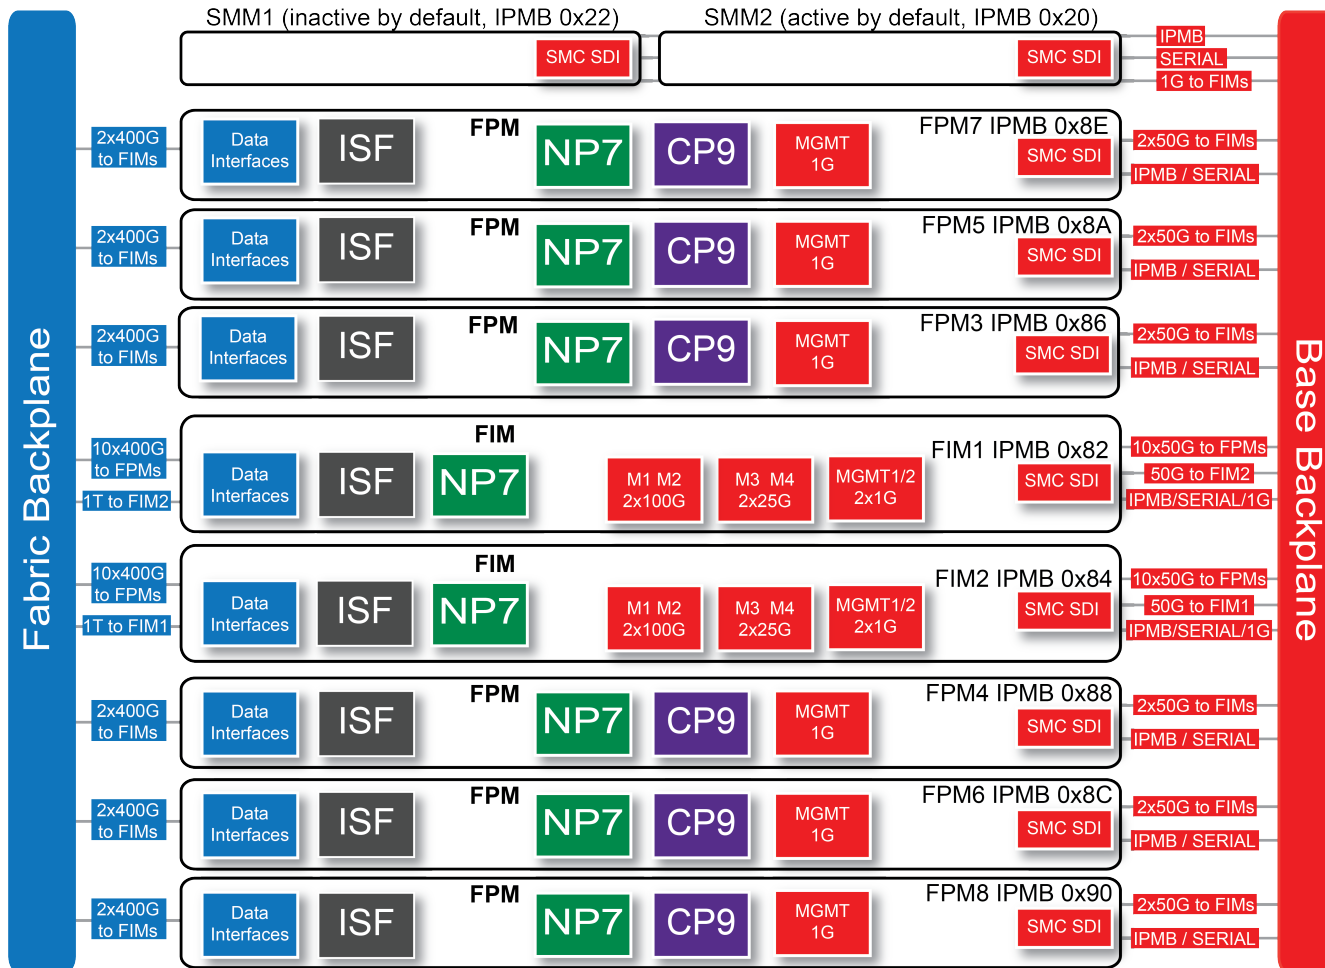 SMM1 (inactive by default, IPMB 0x22)
SMM2 (active by default, IPMB 0x20)
SMC SDI
SMC SDI
IPMB
SERIAL
1G to FIMs
Fabric Backplane
Base Backplane
2x400G
to FIMs
Data
Interfaces
ISF
FPM
NP7
CP9
MGMT
1G
FPM7 IPMB 0x8E
SMC SDI
2x50G to FIMs
IPMB / SERIAL
2x400G
to FIMs
Data
Interfaces
ISF
FPM
NP7
CP9
MGMT
1G
FPM5 IPMB 0x8A
SMC SDI
2x50G to FIMs
IPMB / SERIAL
2x400G
to FIMs
Data
Interfaces
ISF
FPM
NP7
CP9
MGMT
1G
FPM3 IPMB 0x86
SMC SDI
2x50G to FIMs
IPMB / SERIAL
10x400G
to FPMs
1T to FIM2
Data
Interfaces
ISF
FIM
NP7
M1 M2
2x100G
M3 M4
2x25G
MGMT1/2
2x1G
FIM1 IPMB 0x82
SMC SDI
10x50G to FPMs
50G to FIM2
IPMB/SERIAL/1G
10x400G
to FPMs
1T to FIM1
Data
Interfaces
ISF
FIM
NP7
M1 M2
2x100G
M3 M4
2x25G
MGMT1/2
2x1G
FIM2 IPMB 0x84
SMC SDI
10x50G to FPMs
50G to FIM1
IPMB/SERIAL/1G
2x400G
to FIMs
Data
Interfaces
ISF
FPM
NP7
CP9
MGMT
1G
FPM4 IPMB 0x88
SMC SDI
2x50G to FIMs
IPMB / SERIAL
2x400G
to FIMs
Data
Interfaces
ISF
FPM
NP7
CP9
MGMT
1G
FPM6 IPMB 0x8C
SMC SDI
2x50G to FIMs
IPMB / SERIAL
2x400G
to FIMs
Data
Interfaces
ISF
FPM
NP7
CP9
MGMT
1G
FPM8 IPMB 0x90
SMC SDI
2x50G to FIMs
IPMB / SERIAL